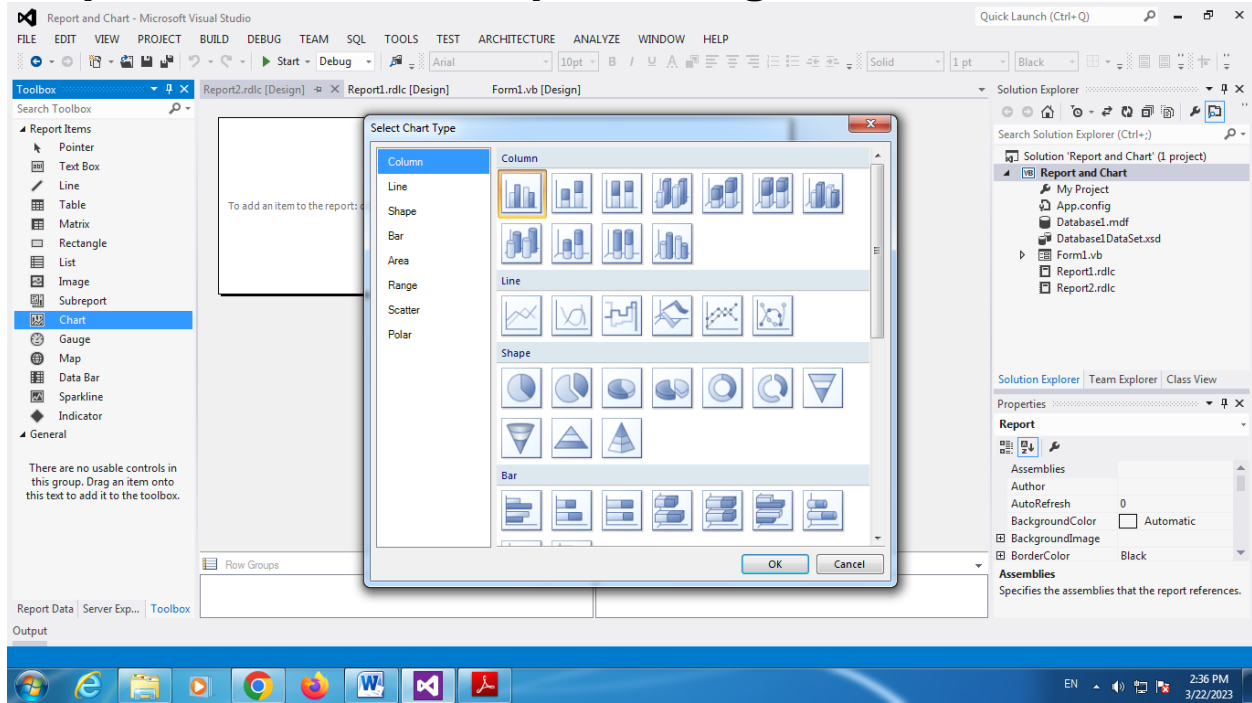 Report and Chart - Microsoft Visual Studio
Quick Launch (Ctrl+Q)
FILE EDIT VIEW PROJECT BUILD DEBUG TEAM SQL TOOLS TEST ARCHITECTURE ANALYZE WINDOW HELP
Start Debug Arial 10pt B I U A Solid 1 pt Black
Toolbox
Search Toolbox
Report Items
Pointer
Text Box
Line
Table
Matrix
Rectangle
List
Image
Subreport
Chart
Gauge
Map
Data Bar
Sparkline
Indicator
General
There are no usable controls in
this group. Drag an item onto
this text to add it to the toolbox.
Report Data Server Exp... Toolbox
Output
Report2.rdlc [Design] Report1.rdlc [Design] Form1.vb [Design]
To add an item to the report:
Row Groups
Select Chart Type
Column
Line
Shape
Bar
Area
Range
Scatter
Polar
Column
Line
Shape
Bar
OK Cancel
Solution Explorer
Search Solution Explorer (Ctrl+;)
Solution 'Report and Chart' (1 project)
VB Report and Chart
My Project
App.config
Database1.mdf
Database1DataSet.xsd
Form1.vb
Report1.rdlc
Report2.rdlc
Solution Explorer Team Explorer Class View
Properties
Report
Assemblies
Author
AutoRefresh 0
BackgroundColor Automatic
BackgroundImage
BorderColor Black
Assemblies
Specifies the assemblies that the report references.
EN
2:36 PM
3/22/2023